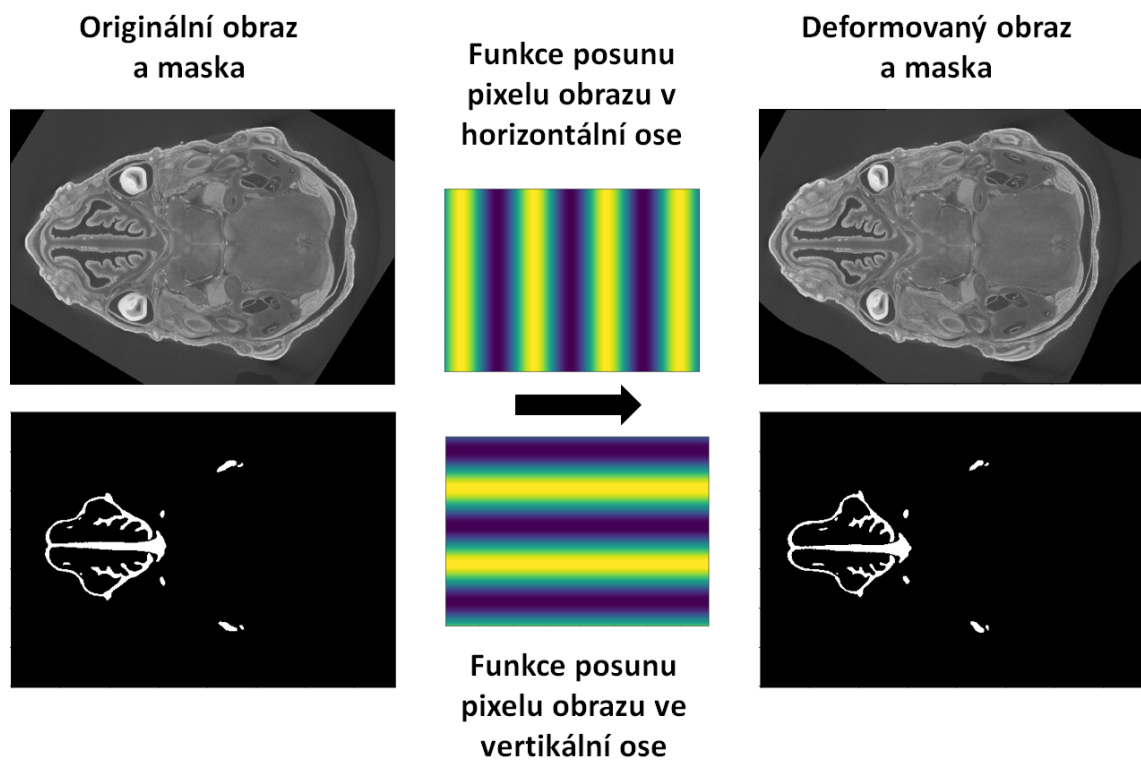 Originální obraz
a maska
Funkce posunu
pixelu obrazu v
horizontální ose
Deformovaný obraz
a maska
Funkce posunu
pixelu obrazu ve
vertikální ose